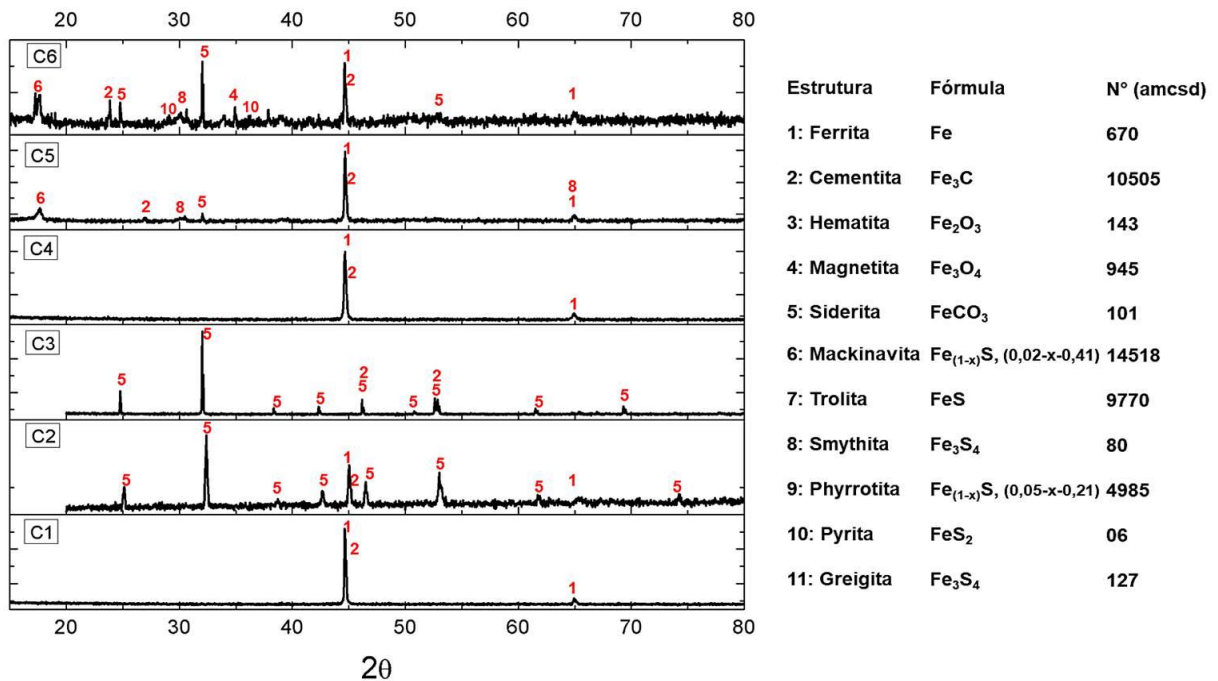 20 30 40 50 60 70 80
C6
6 2 5 10 8 5 4 10 1 2 5 1
C5
6 2 8 5 1 2 8 1
C4
1 2 1
C3
5 5 5 5 2 5 5 2 5 5 5
C2
5 5 5 5 1 2 5 5 5 1 5
C1
1 2 1
20 30 40 50 60 70 80
2θ
Estrutura Fórmula N° (amcsd)
1: Ferrita Fe 670
2: Cementita Fe₃C 10505
3: Hematita Fe₂O₃ 143
4: Magnetita Fe₃O₄ 945
5: Siderita FeCO₃ 101
6: Mackinavita Fe₍₁₋ₓ₎S, (0,02-x-0,41) 14518
7: Trolita FeS 9770
8: Smythita Fe₃S₄ 80
9: Phyrrotita Fe₍₁₋ₓ₎S, (0,05-x-0,21) 4985
10: Pyrita FeS₂ 06
11: Greigita Fe₃S₄ 127